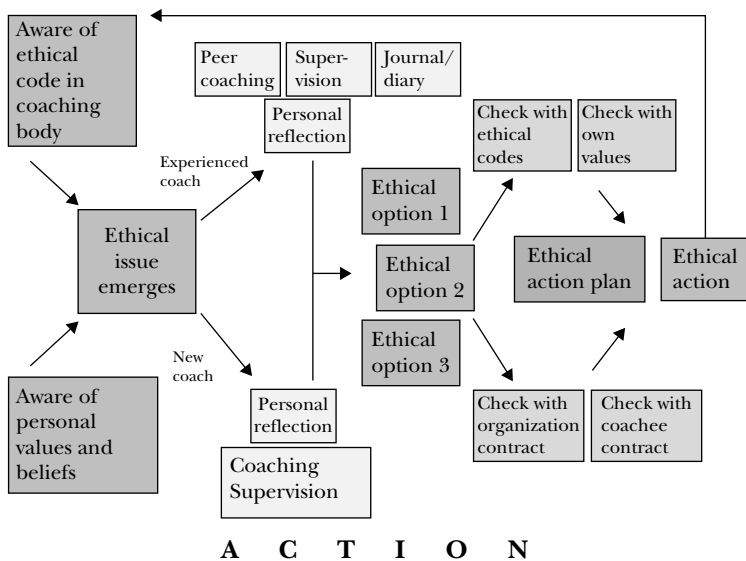 Aware of
ethical
code in
coaching
body
Peer
coaching
Super-
vision
Journal/
diary
Personal
reflection
Experienced
coach
Ethical
issue
emerges
New
coach
Aware of
personal
values and
beliefs
Personal
reflection
Coaching
Supervision
Ethical
option 1
Ethical
option 2
Ethical
option 3
Check with
ethical
codes
Check with
own
values
Check with
organization
contract
Check with
coachee
contract
Ethical
action plan
Ethical
action
A C T I O N